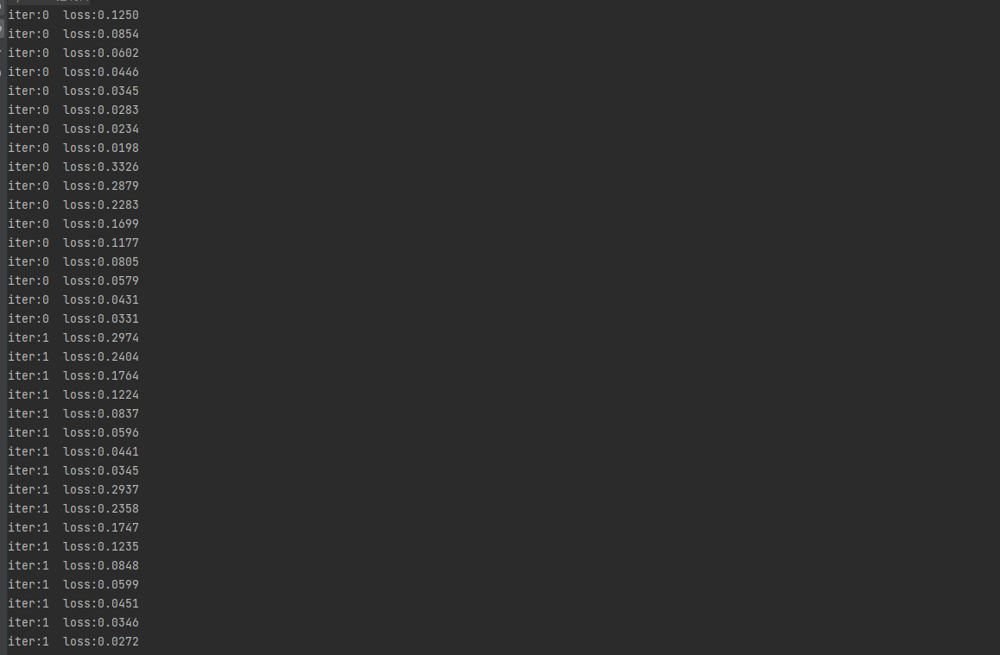 iter:0  loss:0.1250
iter:0  loss:0.0854
iter:0  loss:0.0602
iter:0  loss:0.0446
iter:0  loss:0.0345
iter:0  loss:0.0283
iter:0  loss:0.0234
iter:0  loss:0.0198
iter:0  loss:0.3326
iter:0  loss:0.2879
iter:0  loss:0.2283
iter:0  loss:0.1699
iter:0  loss:0.1177
iter:0  loss:0.0805
iter:0  loss:0.0579
iter:0  loss:0.0431
iter:0  loss:0.0331
iter:1  loss:0.2974
iter:1  loss:0.2404
iter:1  loss:0.1764
iter:1  loss:0.1224
iter:1  loss:0.0837
iter:1  loss:0.0596
iter:1  loss:0.0441
iter:1  loss:0.0345
iter:1  loss:0.2937
iter:1  loss:0.2358
iter:1  loss:0.1747
iter:1  loss:0.1235
iter:1  loss:0.0848
iter:1  loss:0.0599
iter:1  loss:0.0451
iter:1  loss:0.0346
iter:1  loss:0.0272